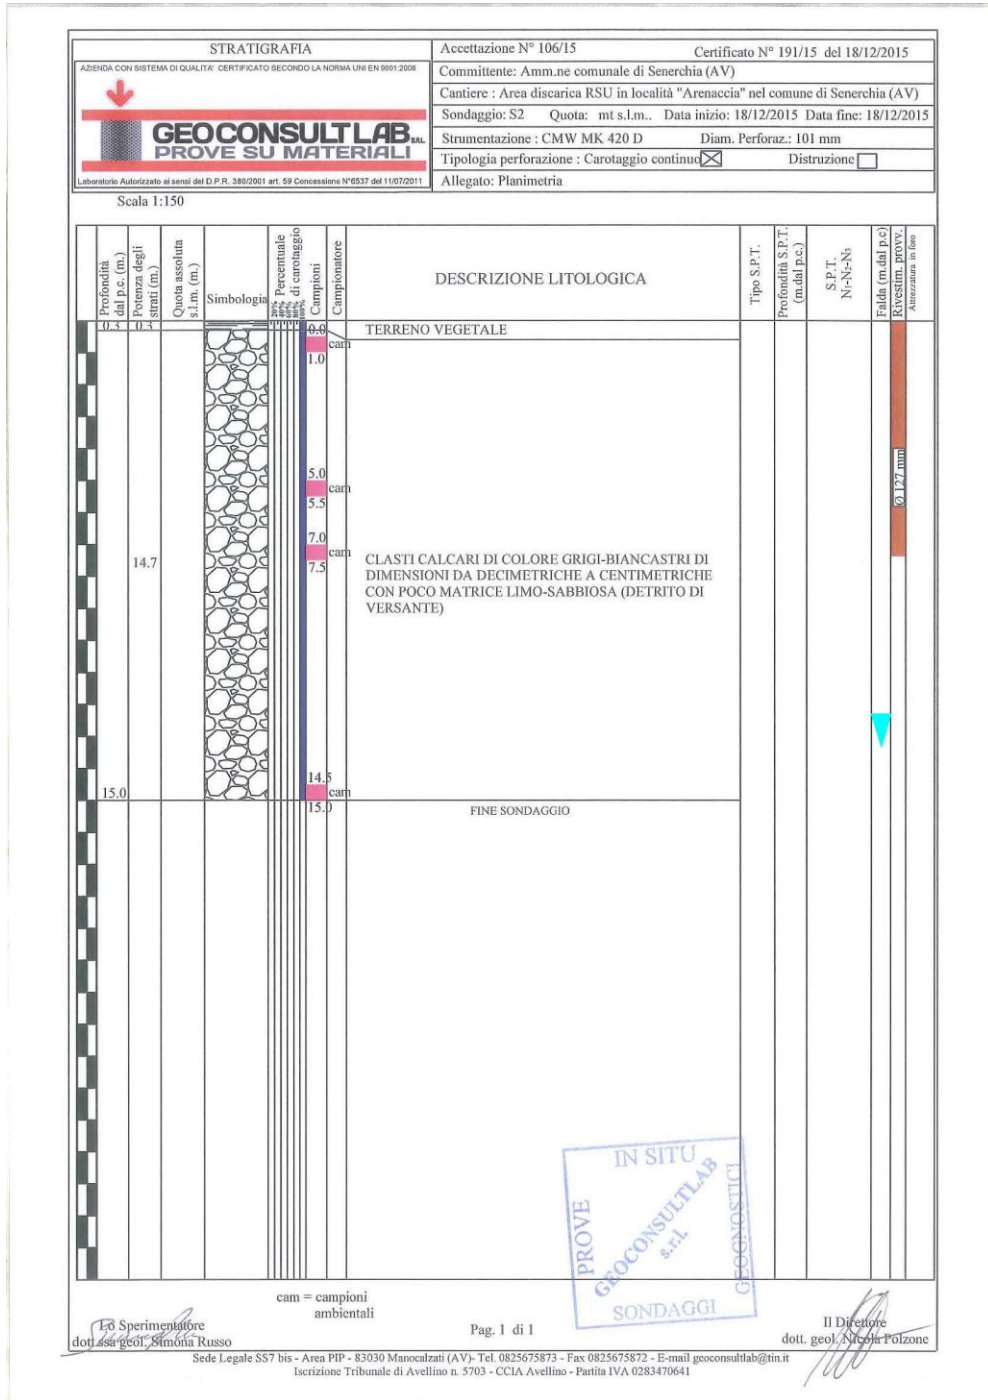 STRATIGRAFIA
AZIENDA CON SISTEMA DI QUALITA' CERTIFICATO SECONDO LA NORMA UNI EN 9001:2008
GEOCONSULT LAB SRL
PROVE SU MATERIALI
Laboratorio Autorizzato ai sensi del D.P.R. 380/2001 art. 59 Concessione N°6537 del 11/07/2011
Accettazione N° 106/15 Certificato N° 191/15 del 18/12/2015
Committente: Amm.ne comunale di Senerchia (AV)
Cantiere : Area discarica RSU in località "Arenaccia" nel comune di Senerchia (AV)
Sondaggio: S2 Quota: mt s.l.m.. Data inizio: 18/12/2015 Data fine: 18/12/2015
Strumentazione : CMW MK 420 D Diam. Perforaz.: 101 mm
Tipologia perforazione : Carotaggio continuo Distruzione
Allegato: Planimetria
Scala 1:150
Profondità dal p.c. (m.)
Potenza degli strati (m.)
Quota assoluta s.l.m. (m.)
Simbologia
20% 40% 60% 80% 100%
Percentuale di carotaggio
Campioni
Campionatore
DESCRIZIONE LITOLOGICA
Tipo S.P.T.
Profondità S.P.T. (m.dal p.c.)
S.P.T. N1-N2-N3
Falda (m.dal p.c)
Rivestim. provv.
Attrezzatura in foro
0.3 0.3 0.0 TERRENO VEGETALE
cam
1.0
5.0
cam
5.5
Ø 127 mm
7.0
cam
7.5
14.7
CLASTI CALCARI DI COLORE GRIGI-BIANCASTRI DI
DIMENSIONI DA DECIMETRICHE A CENTIMETRICHE
CON POCO MATRICE LIMO-SABBIOSA (DETRITO DI
VERSANTE)
14.5
15.0 cam
15.0 FINE SONDAGGIO
IN SITU
PROVE
GEOCONSULTLAB
s.r.l.
GEOGNOSTICI
SONDAGGI
cam = campioni
ambientali
Lo Sperimentatore
dott.ssa geol. Simona Russo
Pag. 1 di 1
Il Direttore
dott. geol. Nicola Polzone
Sede Legale SS7 bis - Area PIP - 83030 Manocalzati (AV)- Tel. 0825675873 - Fax 0825675872 - E-mail geoconsultlab@tin.it
Iscrizione Tribunale di Avellino n. 5703 - CCIA Avellino - Partita IVA 0283470641